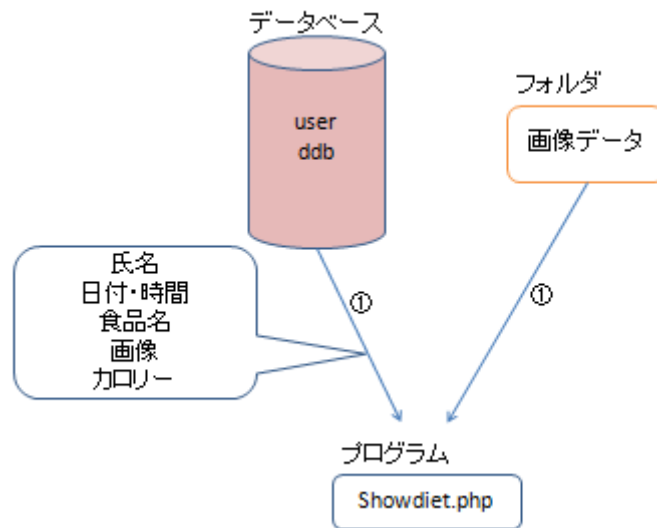 データベース
user
ddb
フォルダ
画像データ
氏名
日付・時間
食品名
画像
カロリー
①
①
プログラム
Showdiet.php